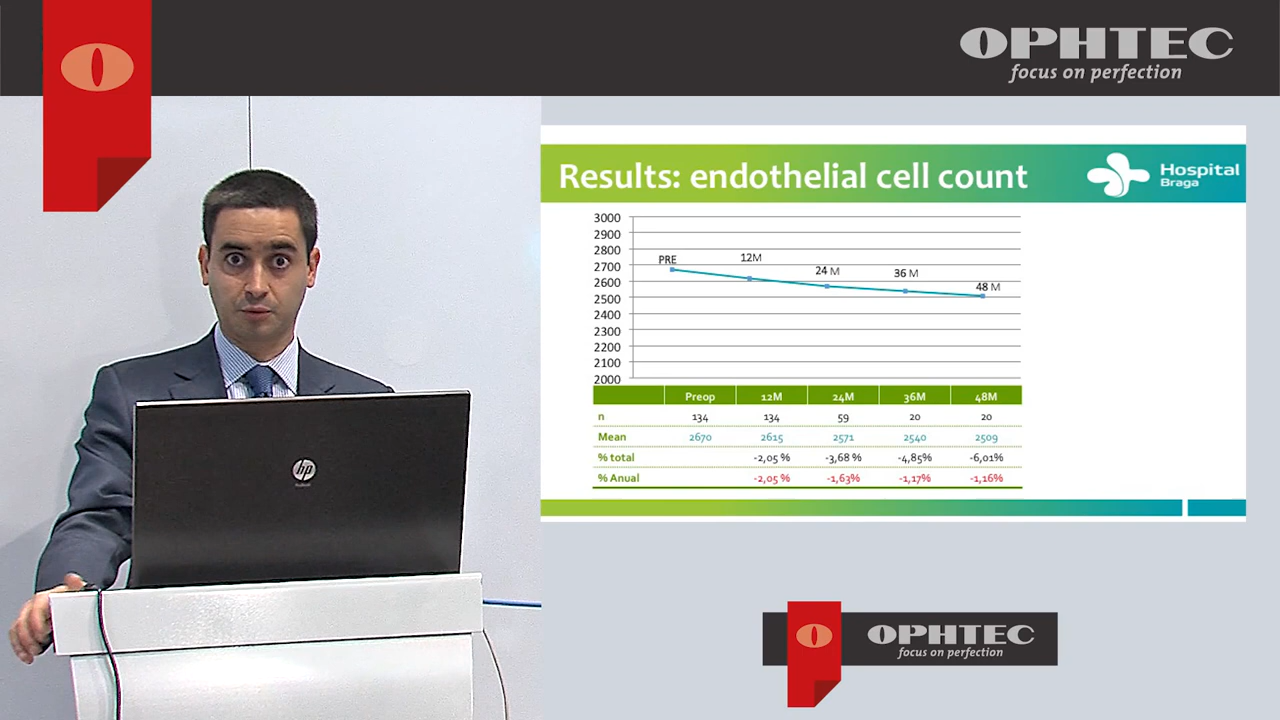 OPHTEC
focus on perfection
Results: endothelial cell count
Hospital
Braga
3000
2900
2800
2700
2600
2500
2400
2300
2200
2100
2000
PRE
12M
24 M
36 M
48 M
Preop 12M 24M 36M 48M
n 134 134 59 20 20
Mean 2670 2615 2571 2540 2509
% total -2,05 % -3,68 % -4,85% -6,01%
% Anual -2,05 % -1,63% -1,17% -1,16%
hp
OPHTEC
focus on perfection